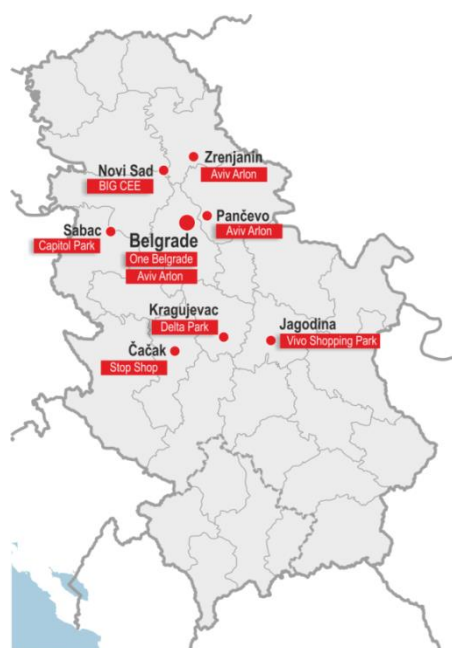 Zrenjanin
Aviv Arlon
Novi Sad
BIG CEE
Pančevo
Aviv Arlon
Sabac
Capitol Park
Belgrade
One Belgrade
Aviv Arlon
Kragujevac
Delta Park
Jagodina
Vivo Shopping Park
Čačak
Stop Shop